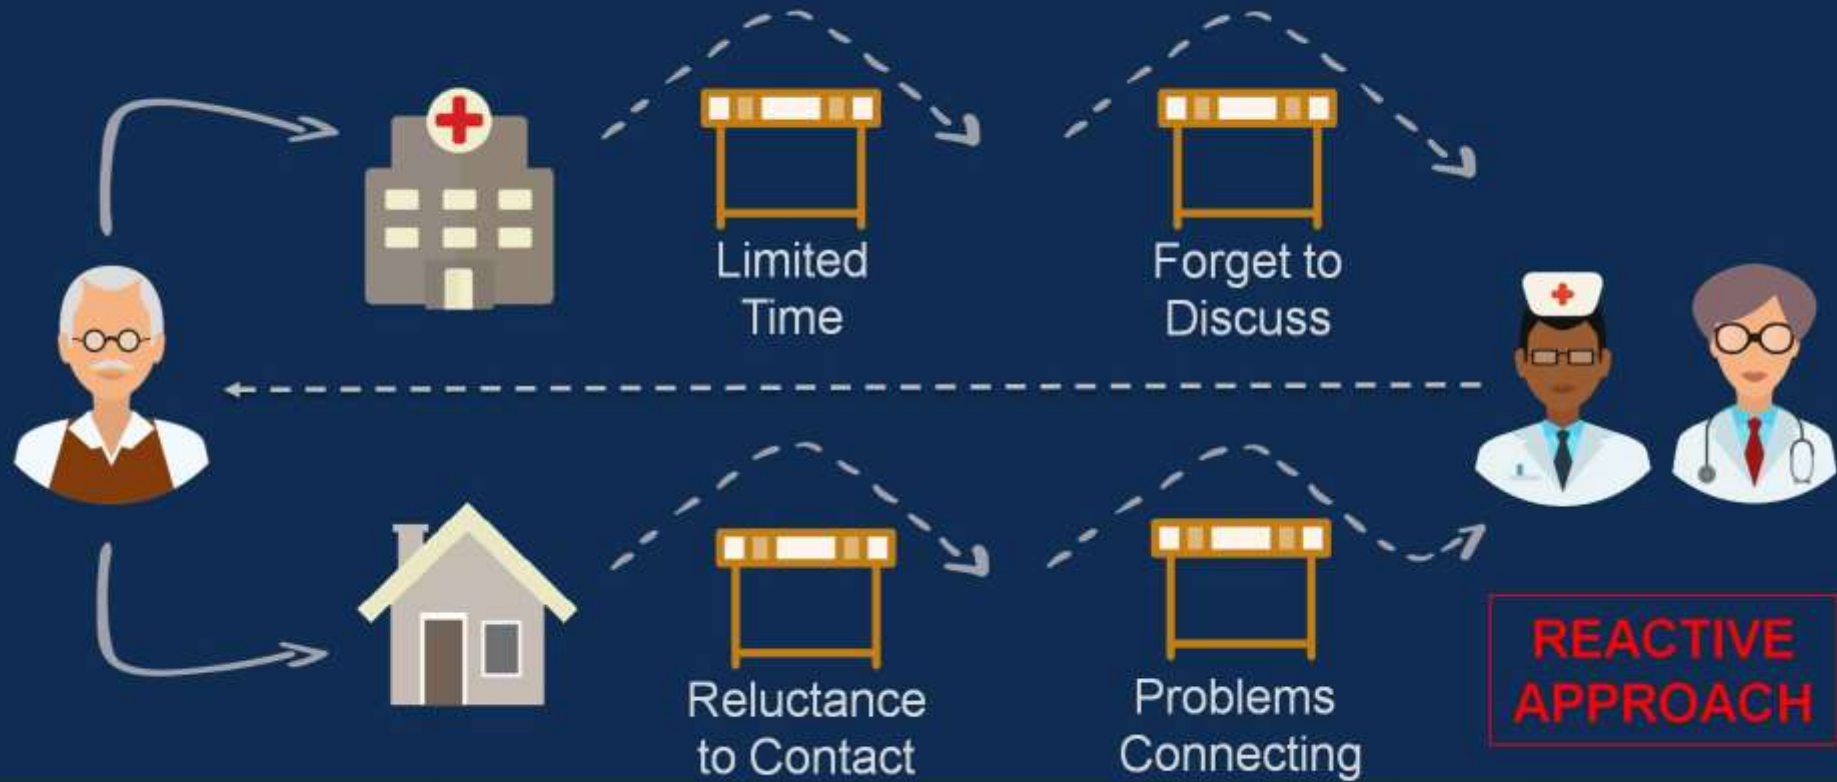 Limited
Time
Forget to
Discuss
Reluctance
to Contact
Problems
Connecting
REACTIVE
APPROACH